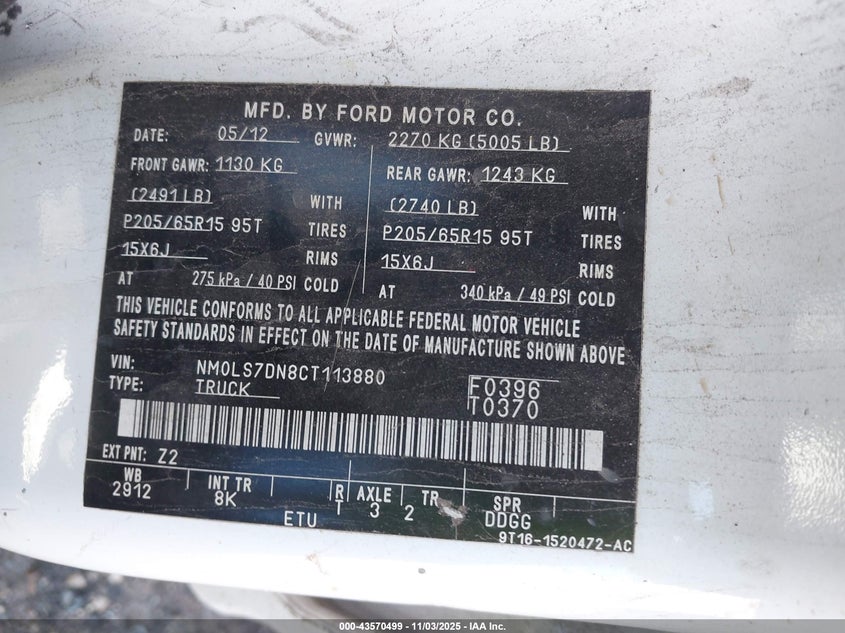 MFD. BY FORD MOTOR CO.
DATE: 05/12 GVWR: 2270 KG (5005 LB)
FRONT GAWR: 1130 KG REAR GAWR: 1243 KG
(2491 LB) WITH (2740 LB) WITH
P205/65R15 95T TIRES P205/65R15 95T TIRES
15X6J RIMS 15X6J RIMS
AT 275 kPa / 40 PSI COLD AT 340 kPa / 49 PSI COLD
THIS VEHICLE CONFORMS TO ALL APPLICABLE FEDERAL MOTOR VEHICLE
SAFETY STANDARDS IN EFFECT ON THE DATE OF MANUFACTURE SHOWN ABOVE
VIN: NM0LS7DN8CT113880 F0396
TYPE: TRUCK T0370
EXT PNT: Z2
WB INT TR RT AXLE TR SPR
2912 8K 3 2 DDGG
ETU 9T16-1520472-AC
000-43570499 - 11/03/2025 - IAA Inc.